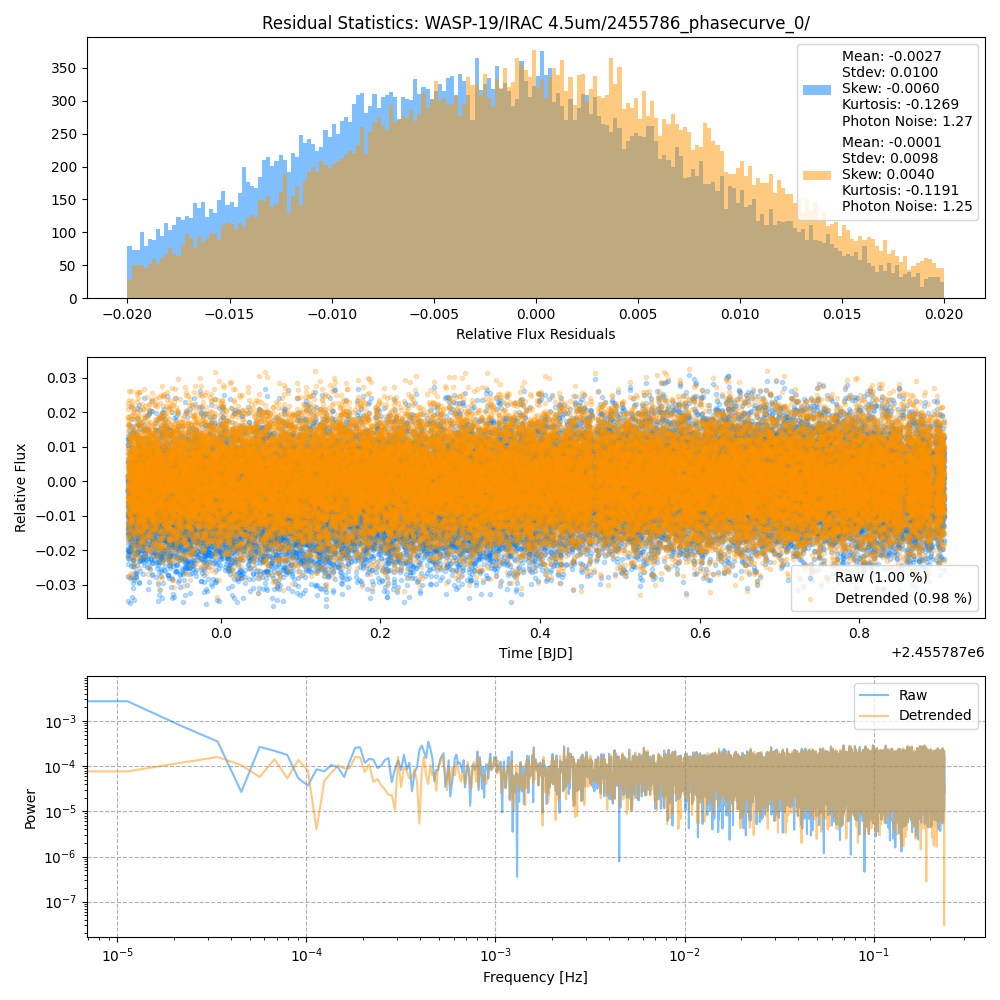 Residual Statistics: WASP-19/IRAC 4.5um/2455786_phasecurve_0/
350
300
250
200
150
100
50
0
Mean: -0.0027
Stdev: 0.0100
Skew: -0.0060
Kurtosis: -0.1269
Photon Noise: 1.27
Mean: -0.0001
Stdev: 0.0098
Skew: 0.0040
Kurtosis: -0.1191
Photon Noise: 1.25
−0.020 −0.015 −0.010 −0.005 0.000 0.005 0.010 0.015 0.020
Relative Flux Residuals
0.03
0.02
0.01
0.00
−0.01
−0.02
−0.03
Relative Flux
Raw (1.00 %)
Detrended (0.98 %)
0.0 0.2 0.4 0.6 0.8
Time [BJD]
+2.455787e6
Raw
Detrended
10⁻³
10⁻⁴
10⁻⁵
10⁻⁶
10⁻⁷
Power
10⁻⁵ 10⁻⁴ 10⁻³ 10⁻² 10⁻¹
Frequency [Hz]